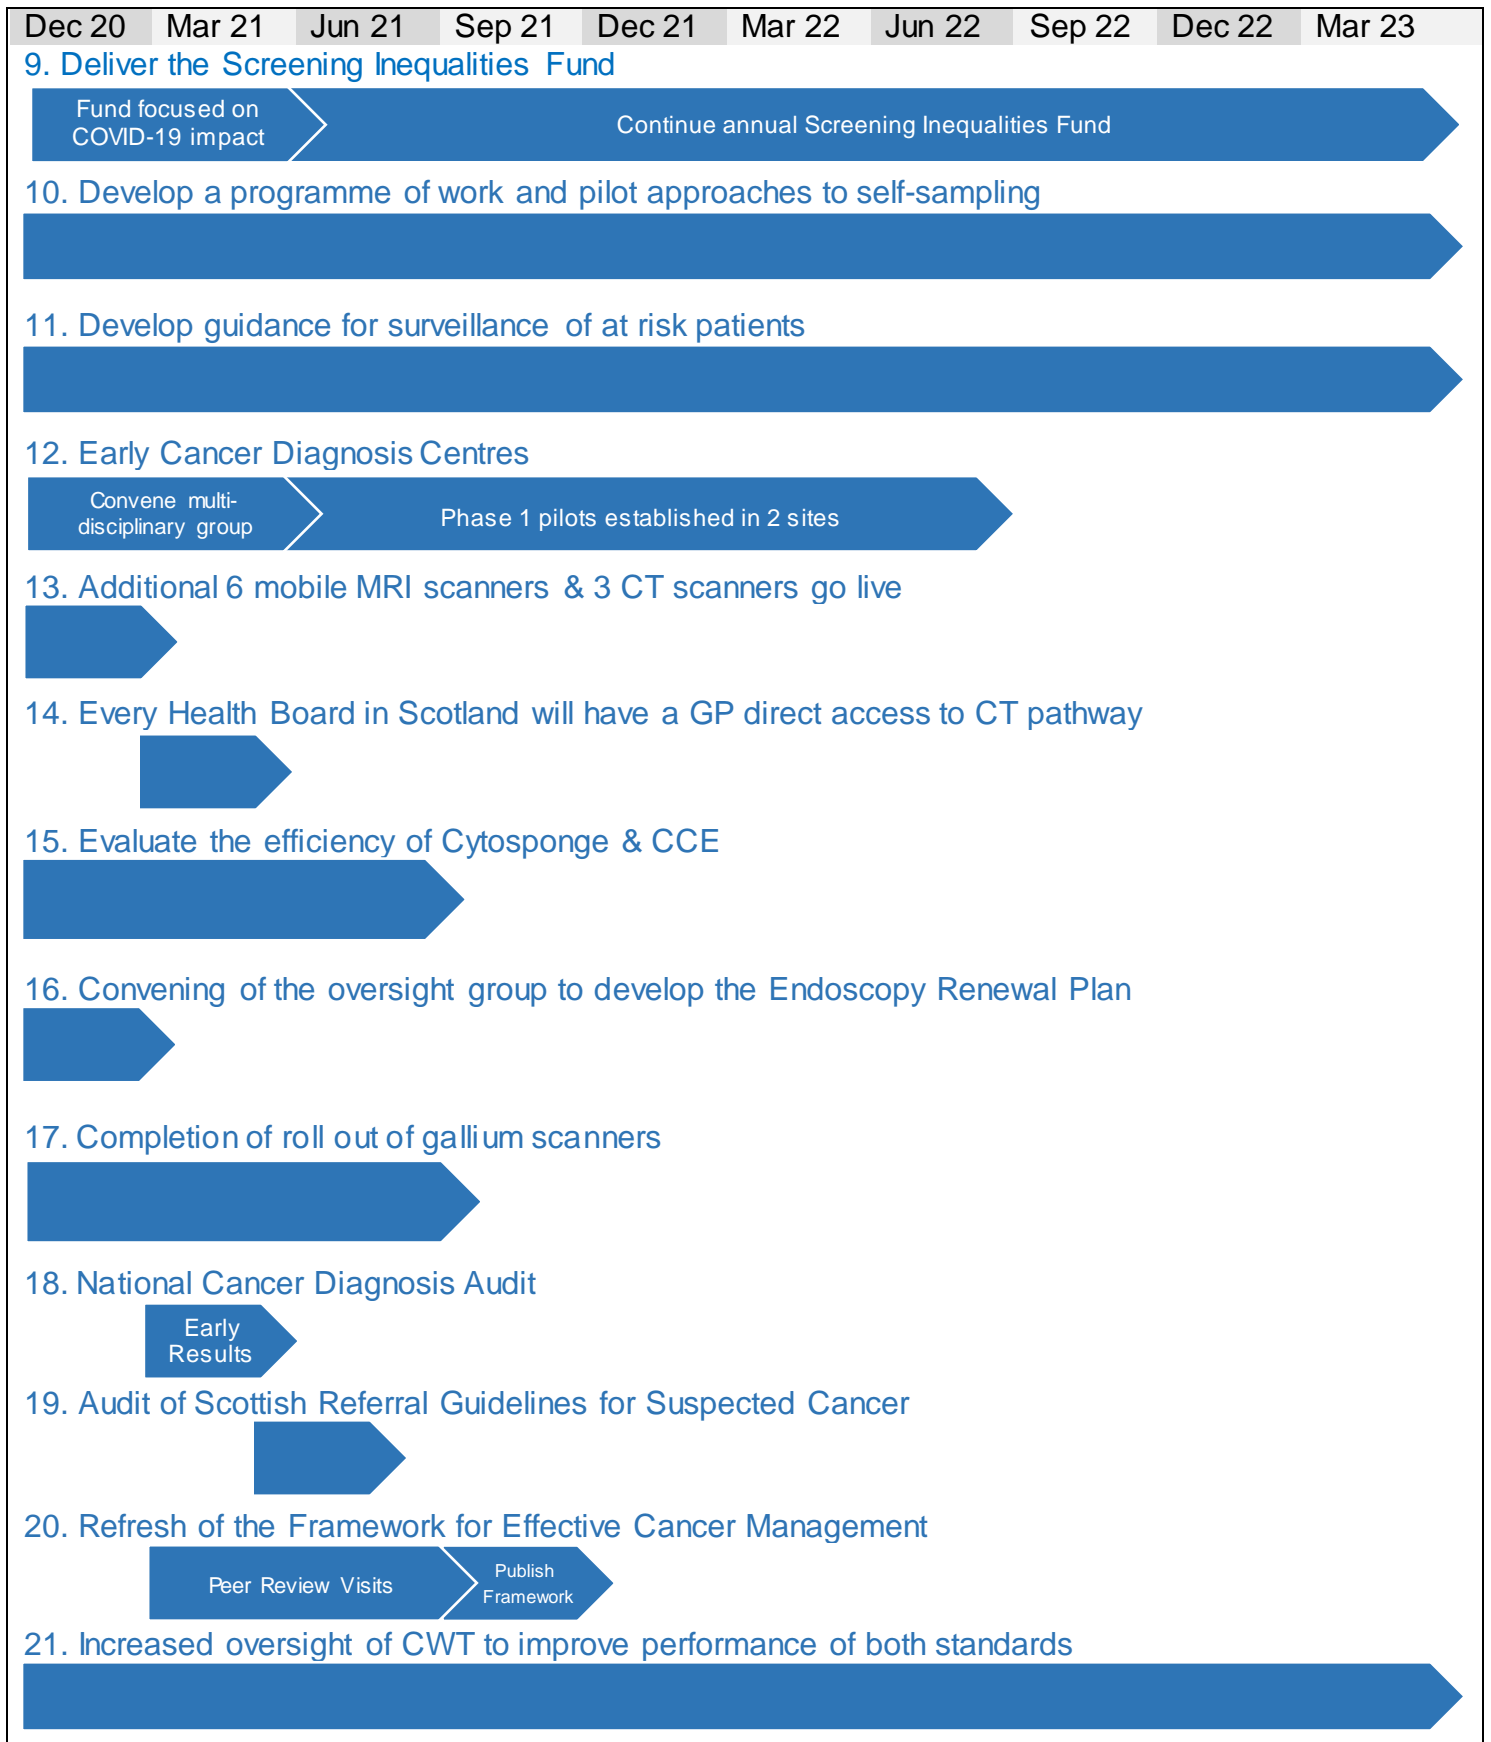 Dec 20 Mar 21 Jun 21 Sep 21 Dec 21 Mar 22 Jun 22 Sep 22 Dec 22 Mar 23
9. Deliver the Screening Inequalities Fund
Fund focused on
COVID-19 impact
Continue annual Screening Inequalities Fund
10. Develop a programme of work and pilot approaches to self-sampling
11. Develop guidance for surveillance of at risk patients
12. Early Cancer Diagnosis Centres
Convene multi-
disciplinary group
Phase 1 pilots established in 2 sites
13. Additional 6 mobile MRI scanners & 3 CT scanners go live
14. Every Health Board in Scotland will have a GP direct access to CT pathway
15. Evaluate the efficiency of Cytosponge & CCE
16. Convening of the oversight group to develop the Endoscopy Renewal Plan
17. Completion of roll out of gallium scanners
18. National Cancer Diagnosis Audit
Early
Results
19. Audit of Scottish Referral Guidelines for Suspected Cancer
20. Refresh of the Framework for Effective Cancer Management
Peer Review Visits
Publish
Framework
21. Increased oversight of CWT to improve performance of both standards